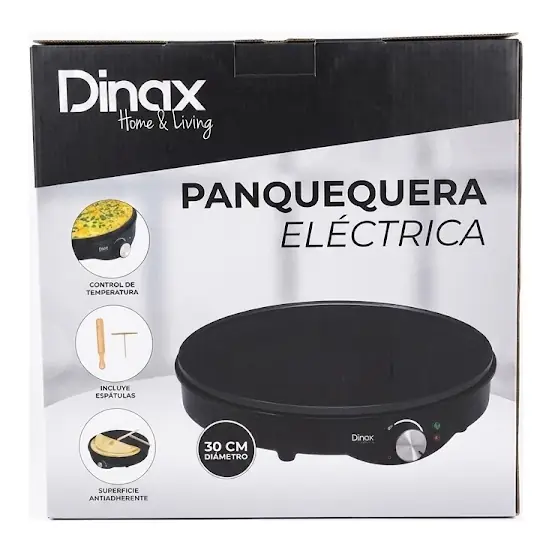 Dinax
Home & Living
PANQUEQUERA
ELÉCTRICA
CONTROL DE
TEMPERATURA
INCLUYE
ESPÁTULAS
SUPERFICIE
ANTIADHERENTE
30 CM
DIÁMETRO
Dinax